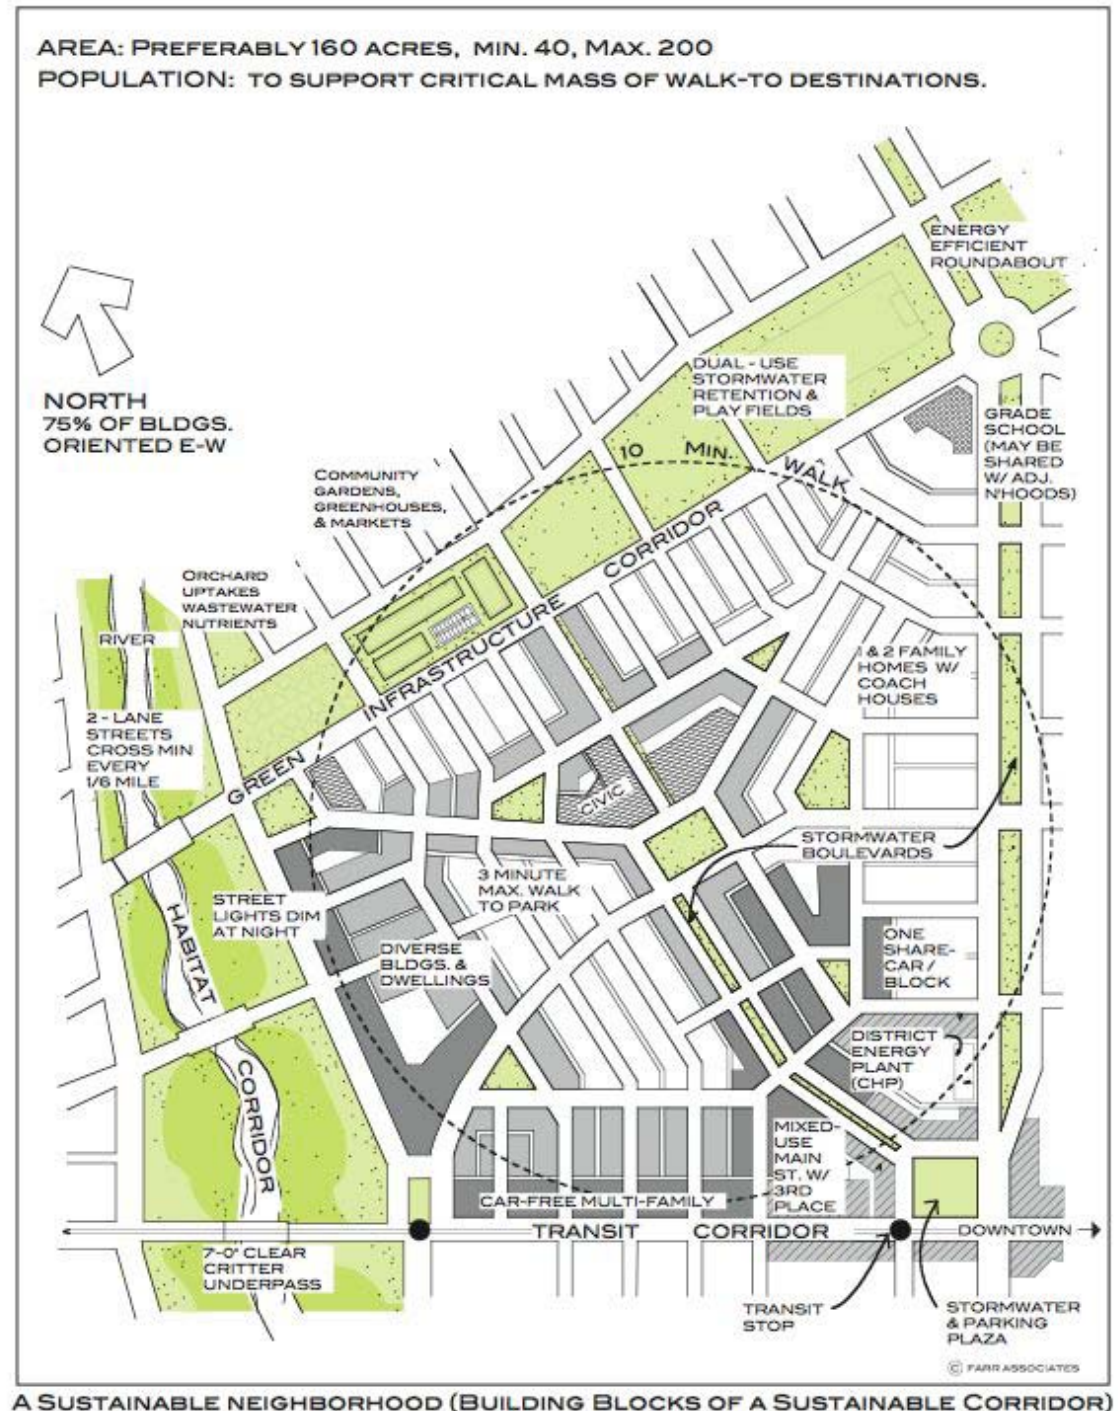 AREA: PREFERABLY 160 ACRES, MIN. 40, MAX. 200
POPULATION: TO SUPPORT CRITICAL MASS OF WALK-TO DESTINATIONS.
ENERGY
EFFICIENT
ROUNDABOUT
NORTH
75% OF BLDGS.
ORIENTED E-W
DUAL - USE
STORMWATER
RETENTION &
PLAY FIELDS
GRADE
SCHOOL
(MAY BE
SHARED
W/ ADJ.
N'HOODS)
10 MIN. WALK
COMMUNITY
GARDENS,
GREENHOUSES,
& MARKETS
ORCHARD
UPTAKES
WASTEWATER
NUTRIENTS
RIVER
GREEN INFRASTRUCTURE CORRIDOR
1 & 2 FAMILY
HOMES W/
COACH
HOUSES
2 - LANE
STREETS
CROSS MIN
EVERY
1/6 MILE
CIVIC
STORMWATER
BOULEVARDS
3 MINUTE
MAX. WALK
TO PARK
STREET
LIGHTS DIM
AT NIGHT
HABITAT CORRIDOR
DIVERSE
BLDGS. &
DWELLINGS
ONE
SHARE-
CAR /
BLOCK
DISTRICT
ENERGY
PLANT
(CHP)
MIXED-
USE
MAIN
ST. W/
3RD
PLACE
CAR-FREE MULTI-FAMILY
TRANSIT CORRIDOR
DOWNTOWN
7'-0" CLEAR
CRITTER
UNDERPASS
TRANSIT
STOP
STORMWATER
& PARKING
PLAZA
© FARR ASSOCIATES
A SUSTAINABLE NEIGHBORHOOD (BUILDING BLOCKS OF A SUSTAINABLE CORRIDOR)